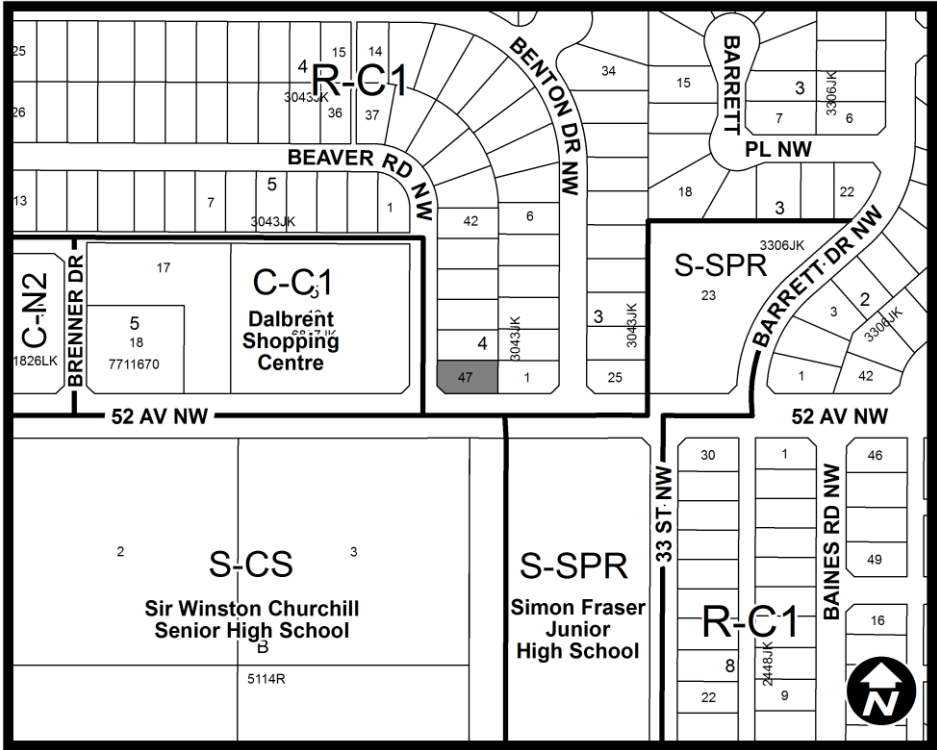 25
15
14
4
R-C1
3043JK
36
37
26
BENTON DR NW
34
15
BARRETT
PL NW
3
3306JK
7
6
BEAVER RD NW
13
7
5
3043JK
1
42
6
18
3
22
BARRETT DR NW
C-N2
1826LK
BRENNER DR
17
5
18
7711670
C-C1
5
Dalbrent
Shopping
Centre
4
3043JK
47
1
3
3043JK
25
S-SPR
3306JK
23
3
2
3306JK
1
42
52 AV NW
52 AV NW
2
3
S-CS
Sir Winston Churchill
Senior High School
B
5114R
S-SPR
Simon Fraser
Junior
High School
33 ST NW
30
1
46
R-C1
8
2448JK
22
9
BAINES RD NW
49
16
N